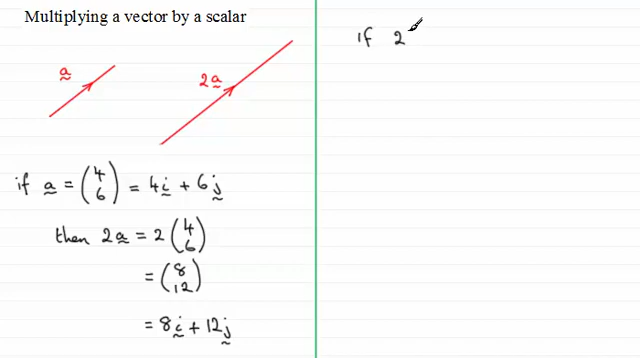 Multiplying a vector by a scalar
a
2a
if a = (4 6) = 4i + 6j
then 2a = 2 (4 6)
= (8 12)
= 8i + 12j
if 2